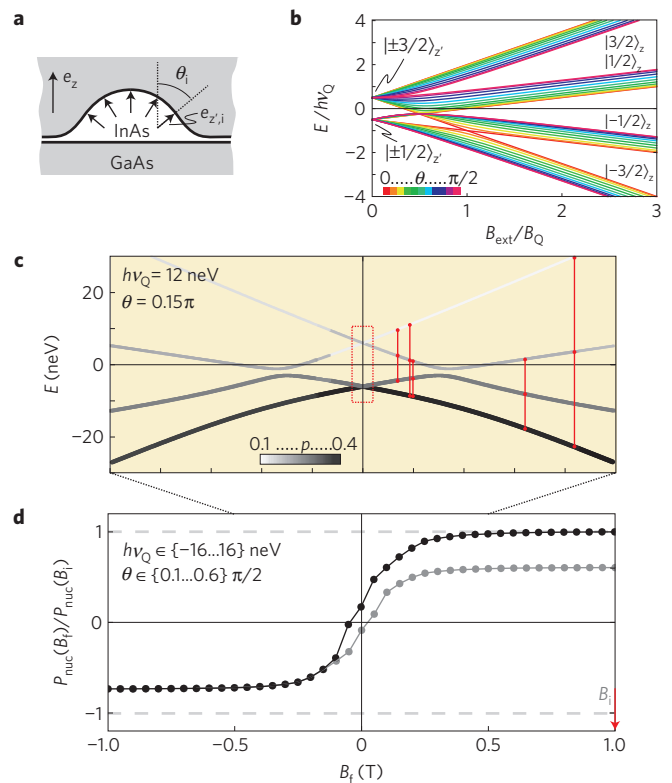 a
e_z
θ_i
e_z',i
InAs
GaAs
b
E/hν_Q
4
2
0
−2
−4
|±3/2⟩_z'
|±1/2⟩_z'
|3/2⟩_z
|1/2⟩_z
|−1/2⟩_z
|−3/2⟩_z
0.....θ.....π/2
0 1 2 3
B_ext/B_Q
c
hν_Q = 12 neV
θ = 0.15π
E (neV)
20
0
−20
0.1 .....p.....0.4
d
hν_Q ∈ {−16...16} neV
θ ∈ {0.1...0.6} π/2
P_nuc(B_f)/P_nuc(B_i)
1
0
−1
B_i
−1.0 −0.5 0 0.5 1.0
B_f (T)